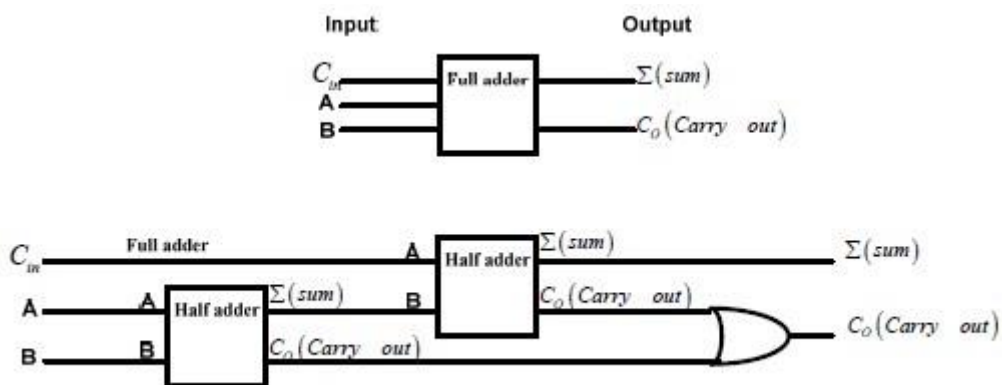 Input Output
C_in Full adder Σ(sum)
A
B C_O(Carry out)
C_in Full adder A Half adder Σ(sum) Σ(sum)
A A Half adder Σ(sum) B C_O(Carry out)
C_O(Carry out)
B B C_O(Carry out)